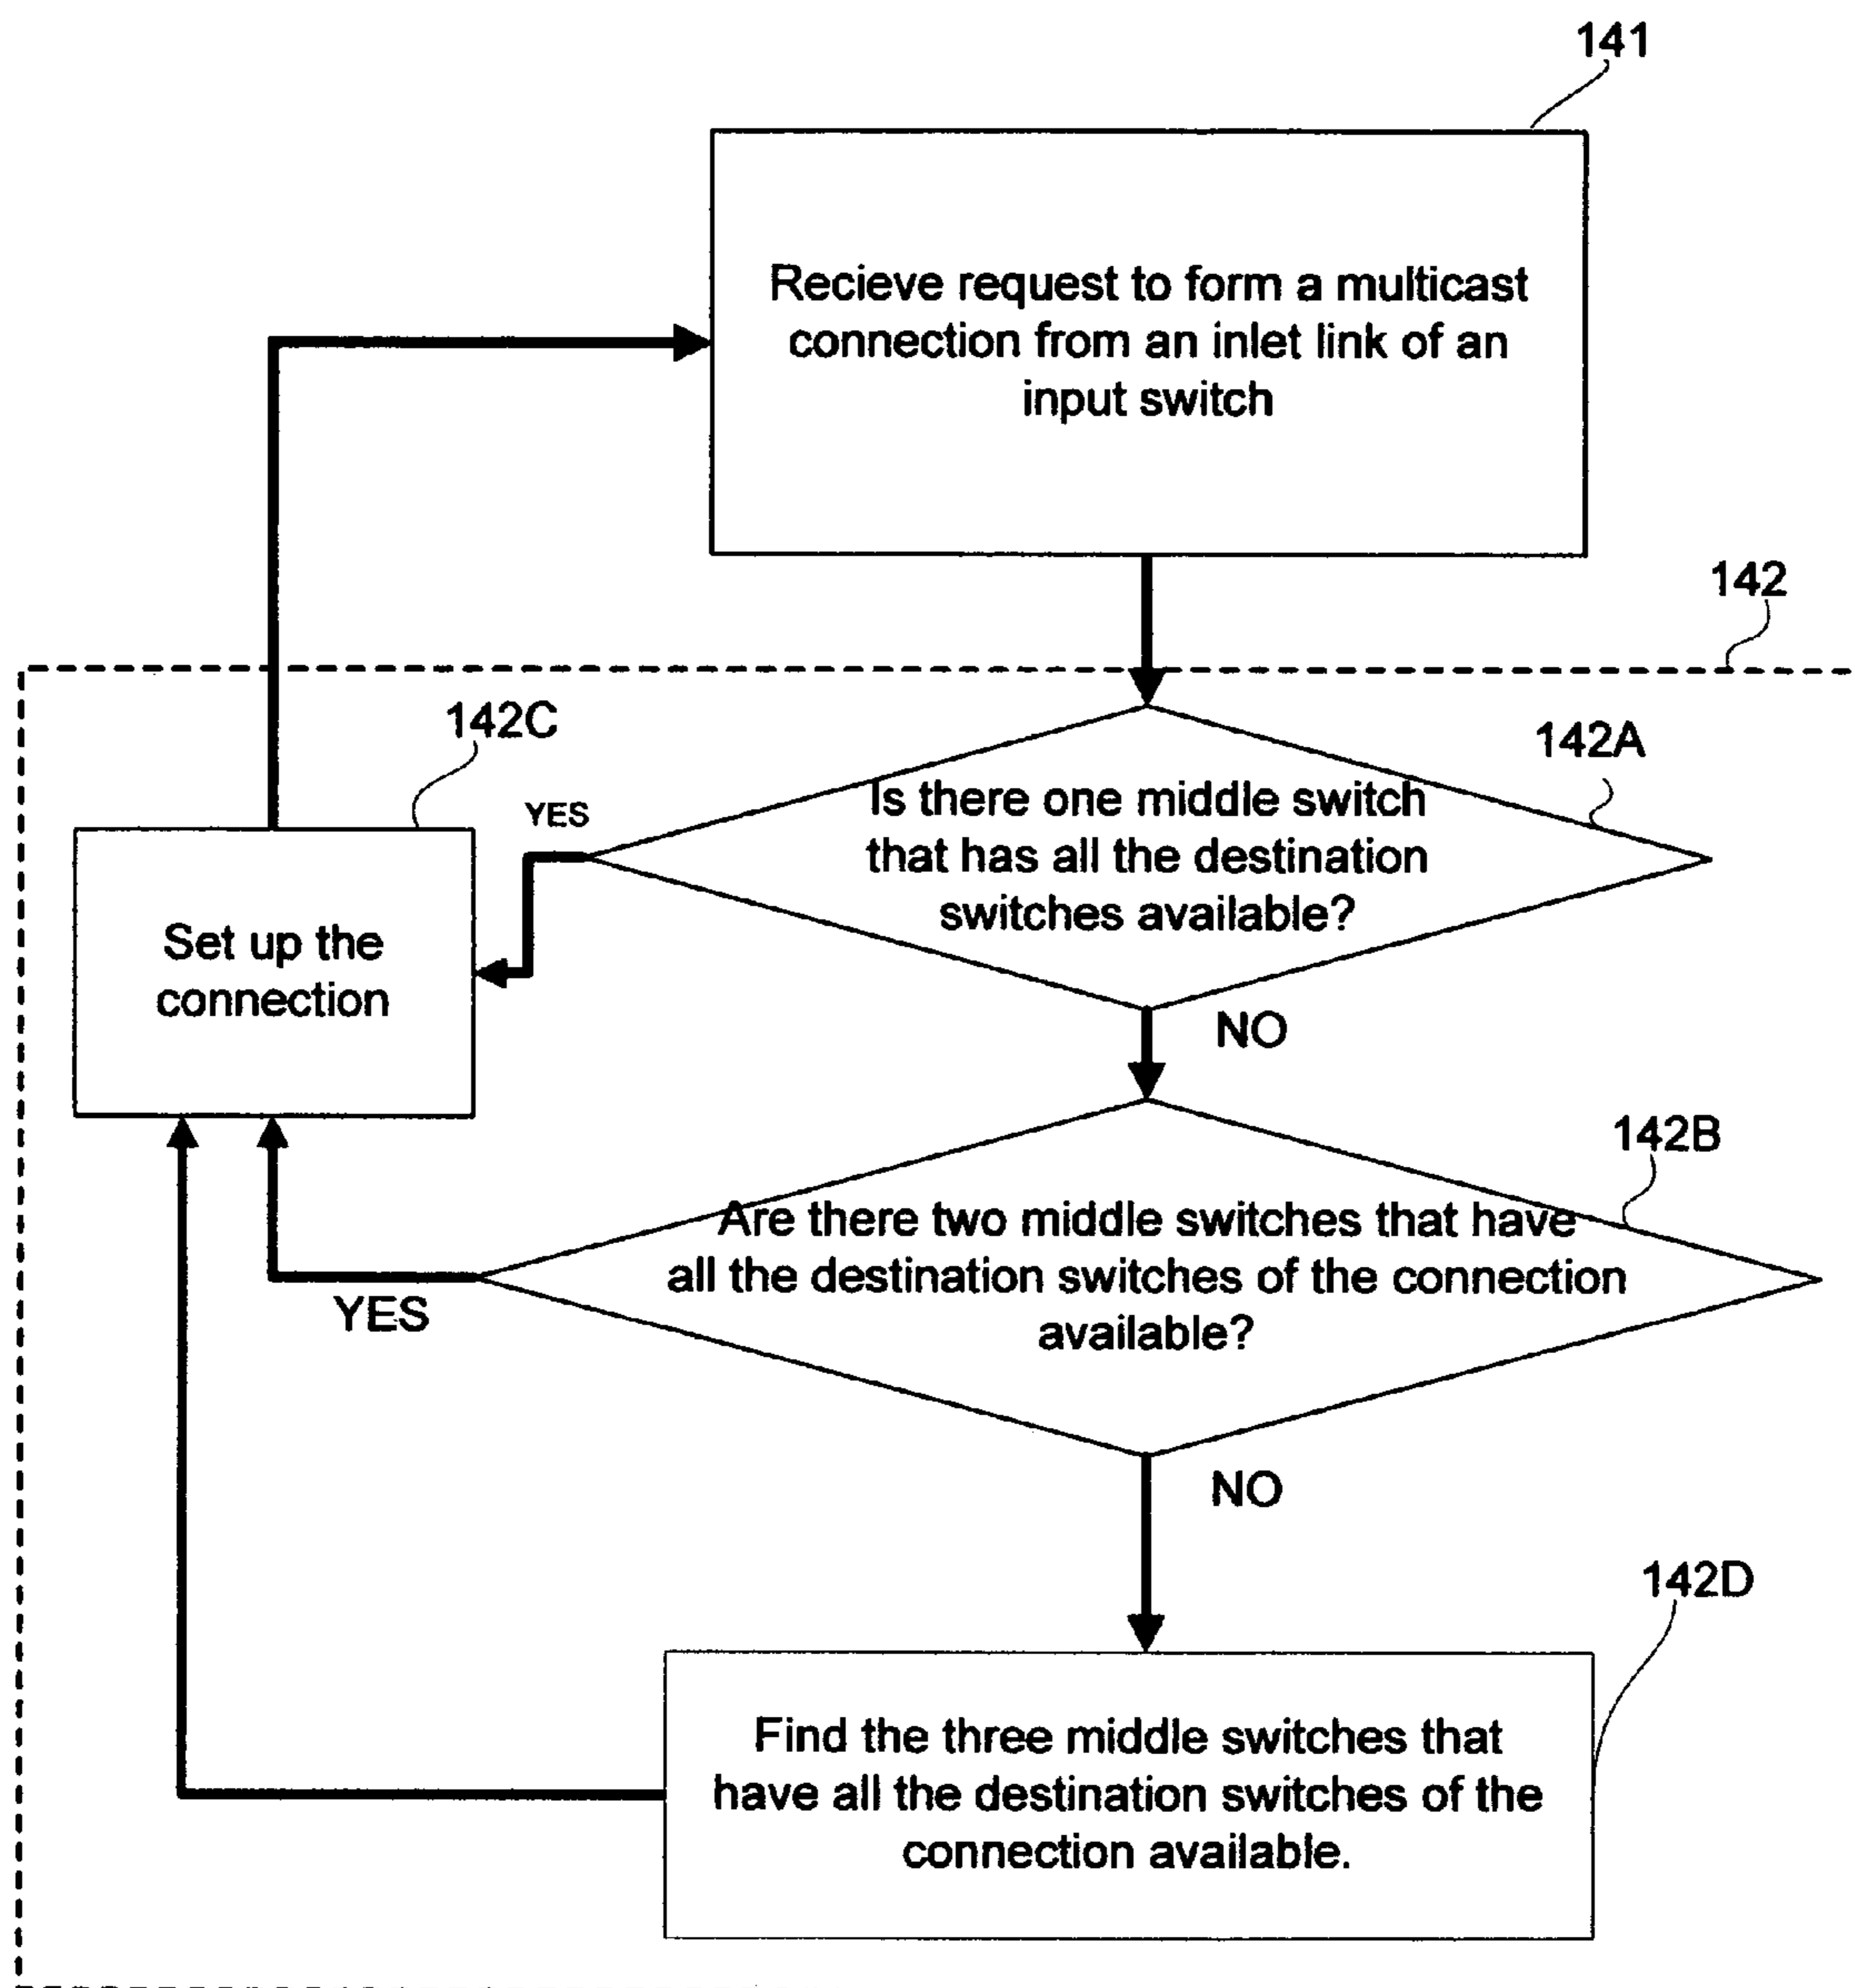 141
Recieve request to form a multicast
connection from an inlet link of an
input switch
142
142C
142A
YES
Is there one middle switch
that has all the destination
switches available?
Set up the
connection
NO
142B
Are there two middle switches that have
all the destination switches of the connection
available?
YES
NO
142D
Find the three middle switches that
have all the destination switches of the
connection available.